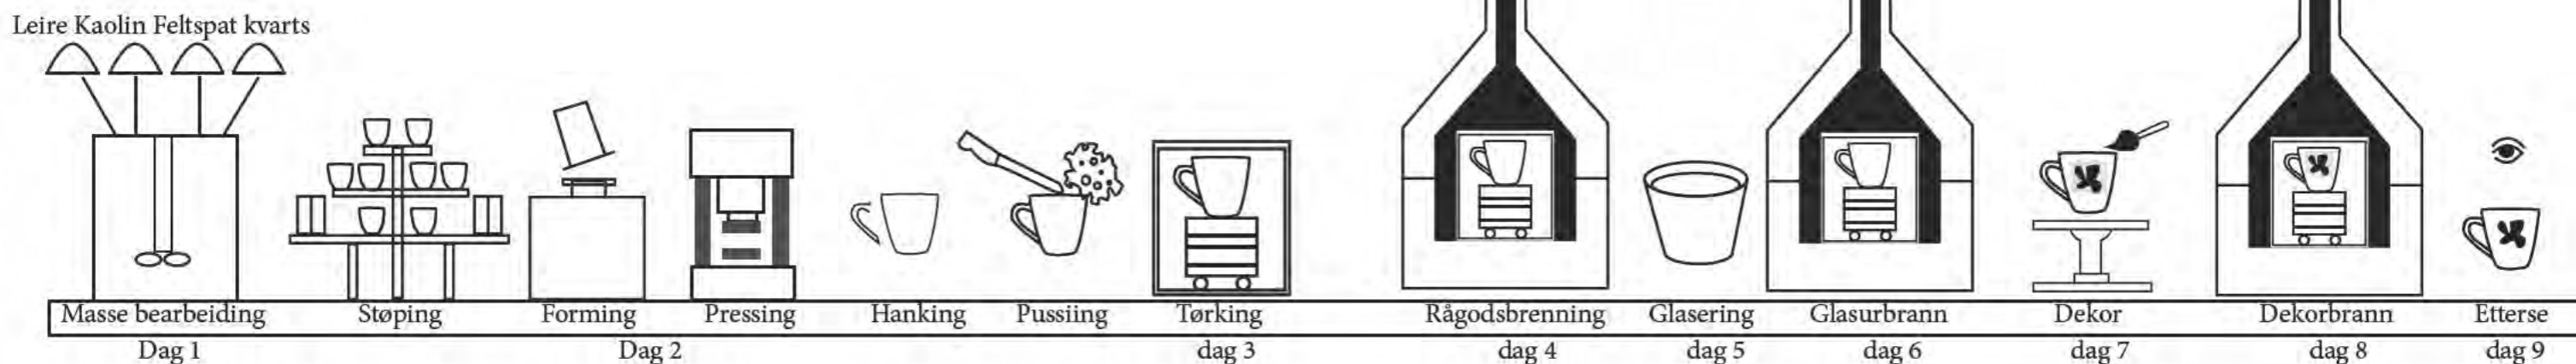 Leire Kaolin Feltspat kvarts
Masse bearbeiding Støping Forming Pressing Hanking Pussiing Tørking Rågodsbrenning Glasering Glasurbrann Dekor Dekorbrann Etterse
Dag 1 Dag 2 dag 3 dag 4 dag 5 dag 6 dag 7 dag 8 dag 9